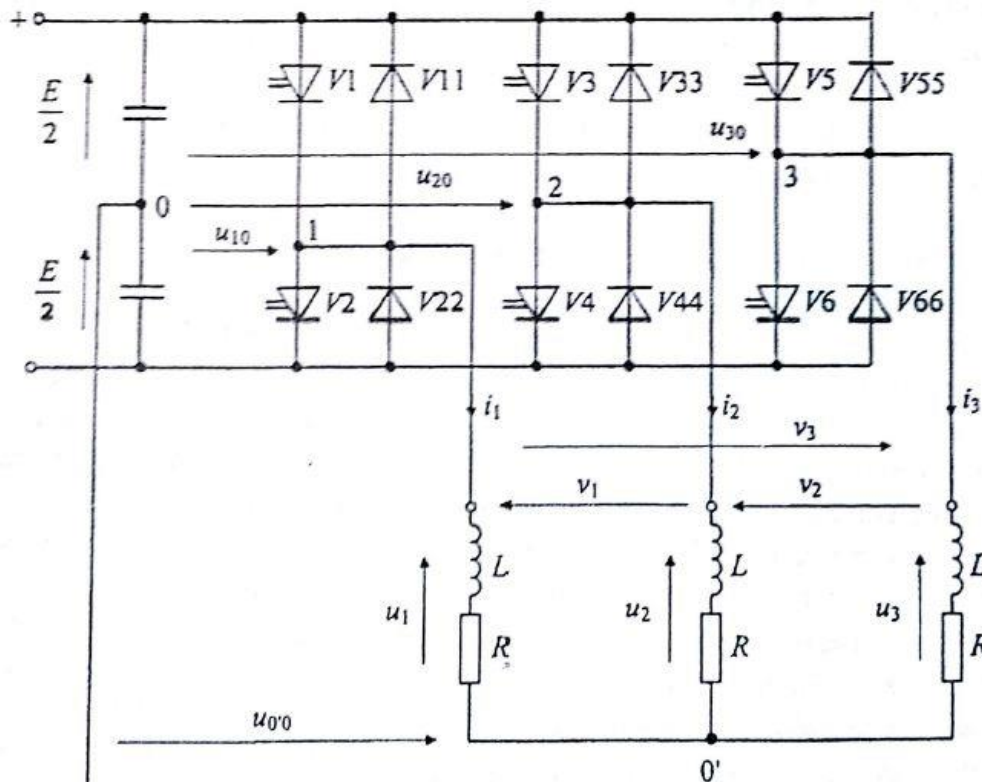 +
E/2
V1 V11 V3 V33 V5 V55
u30
u20
0 2 3
u10 1
E/2
V2 V22 V4 V44 V6 V66
i1 i2 i3
v3
v1 v2
L L L
u1 u2 u3
R R R
u0'0
0'